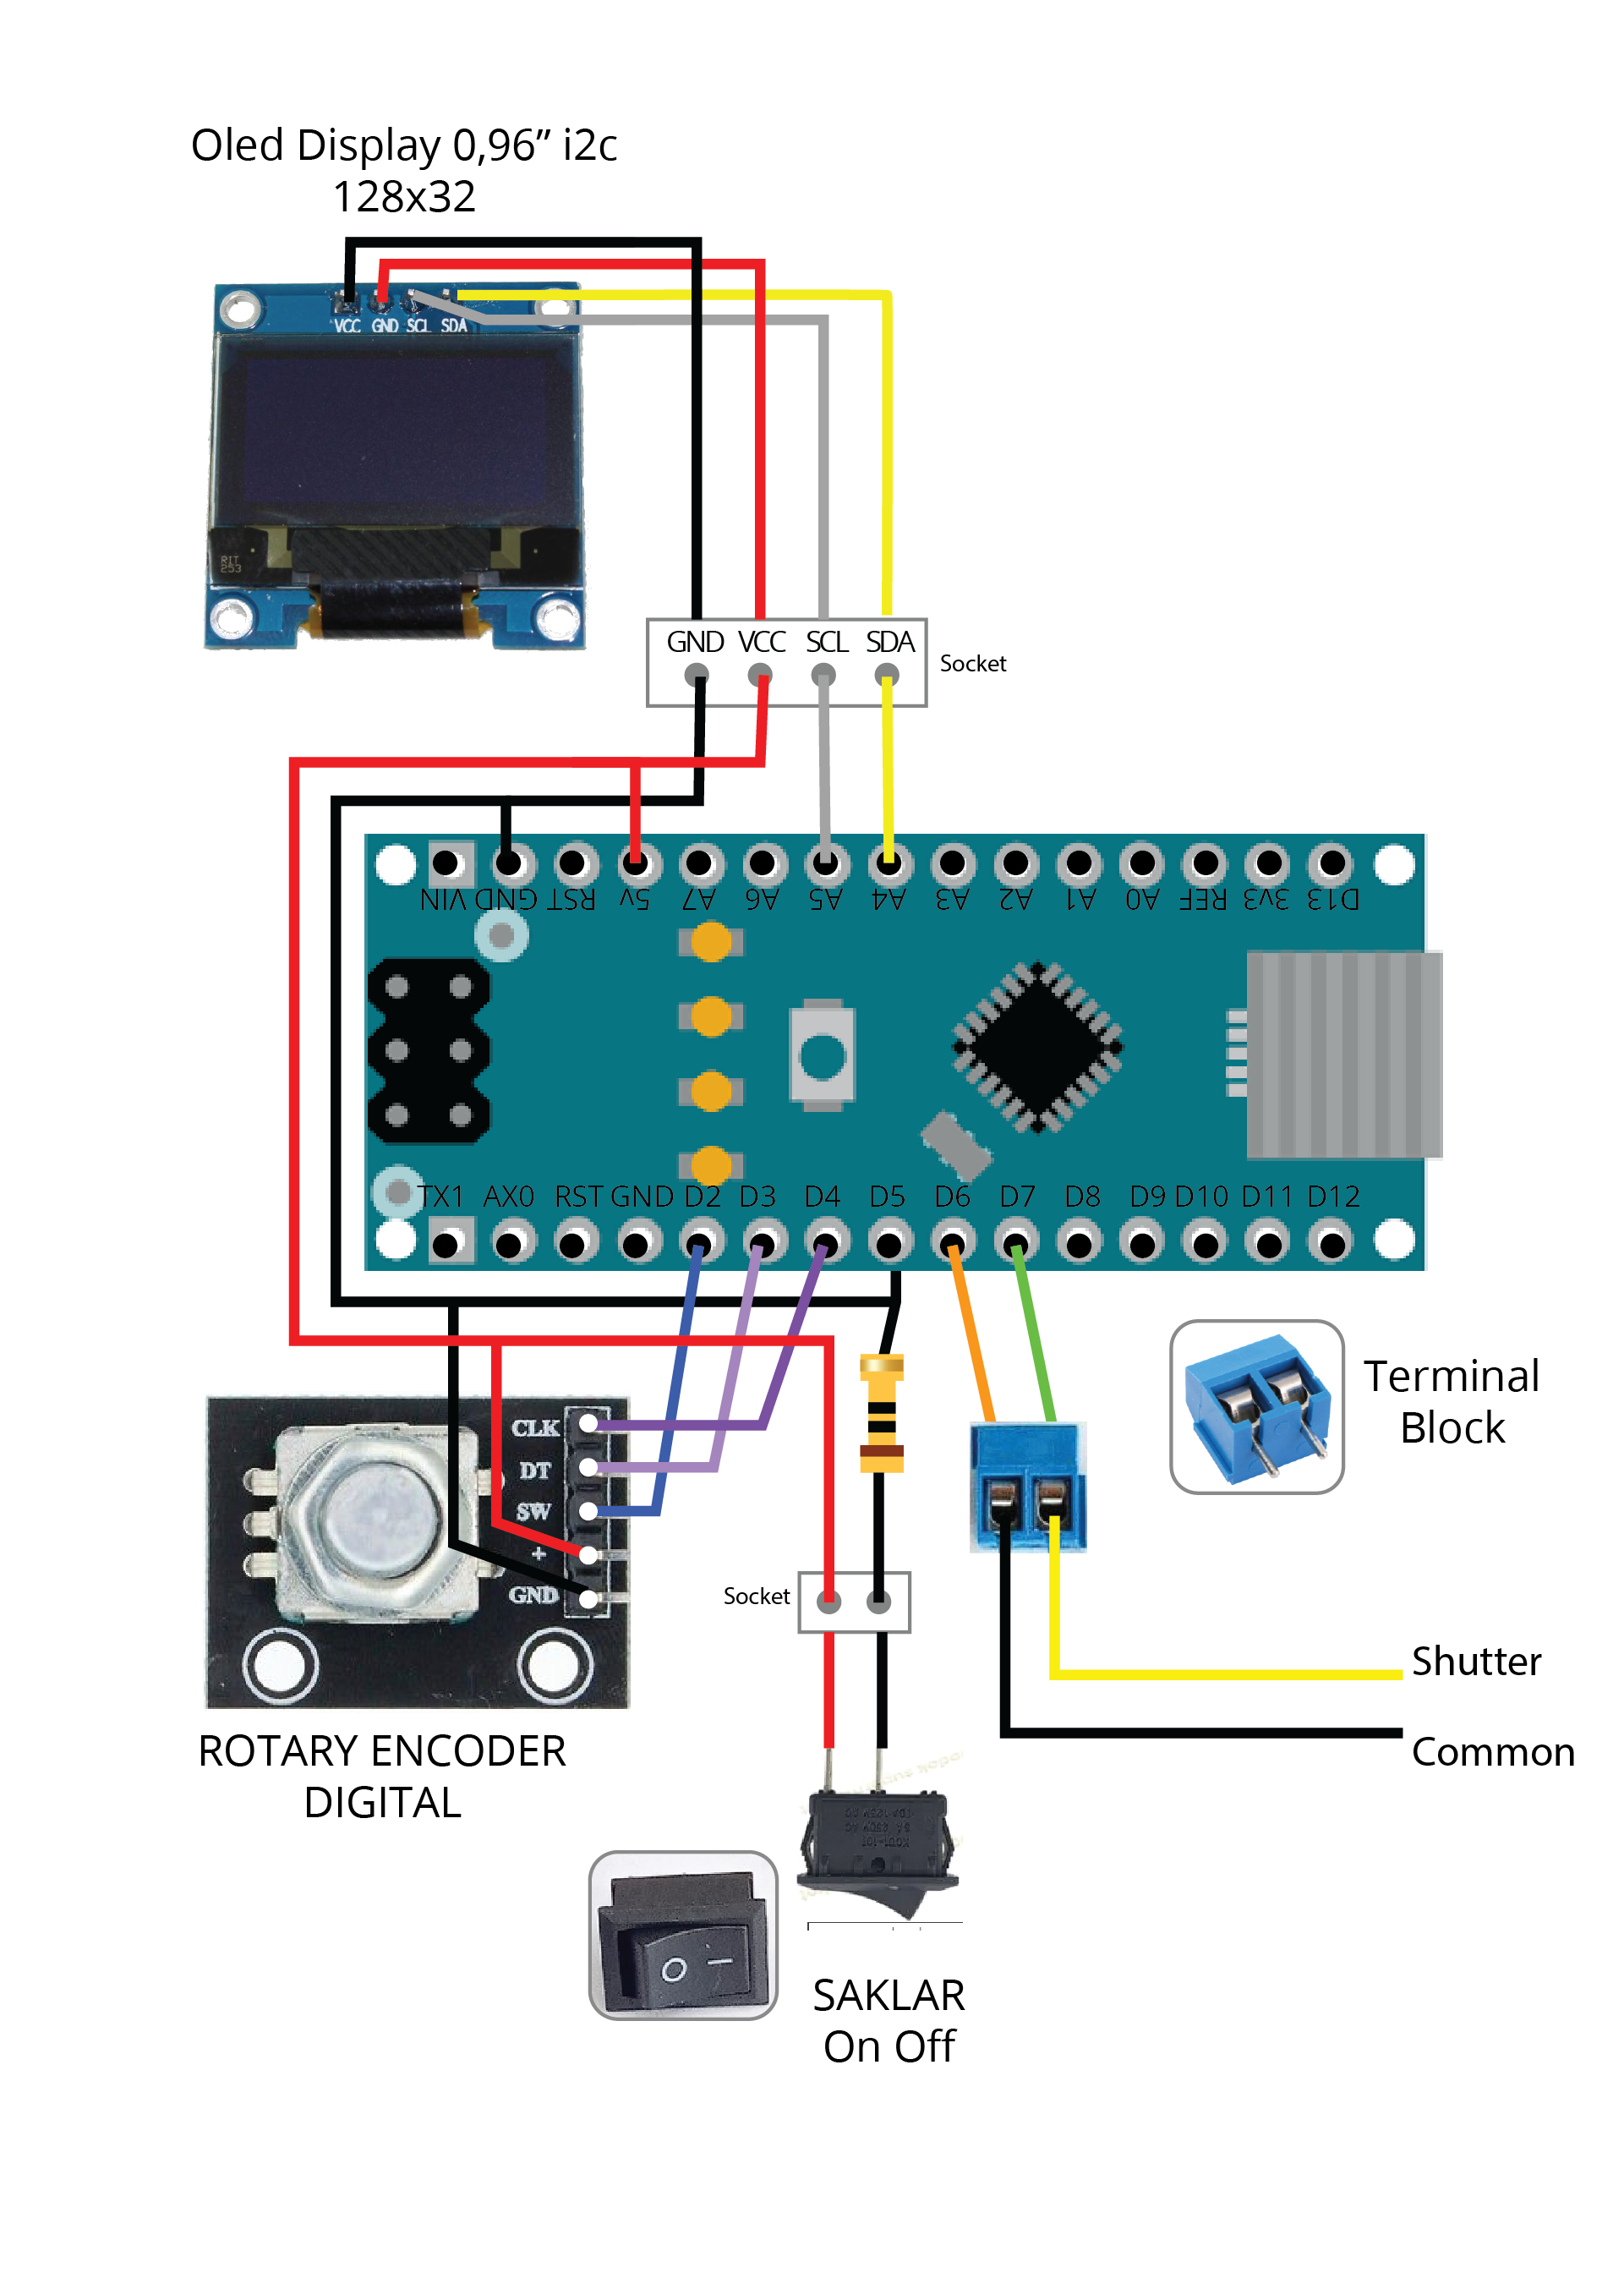 Oled Display 0,96” i2c
128x32
VCC GND SCL SDA
RIT
253
GND VCC SCL SDA
Socket
VIN GND RST 5v A7 A6 A5 A4 A3 A2 A1 A0 REF 3v3 D13
TX1 AX0 RST GND D2 D3 D4 D5 D6 D7 D8 D9 D10 D11 D12
CLK
DT
SW
+
GND
Terminal
Block
Socket
Shutter
Common
ROTARY ENCODER
DIGITAL
O I
SAKLAR
On Off